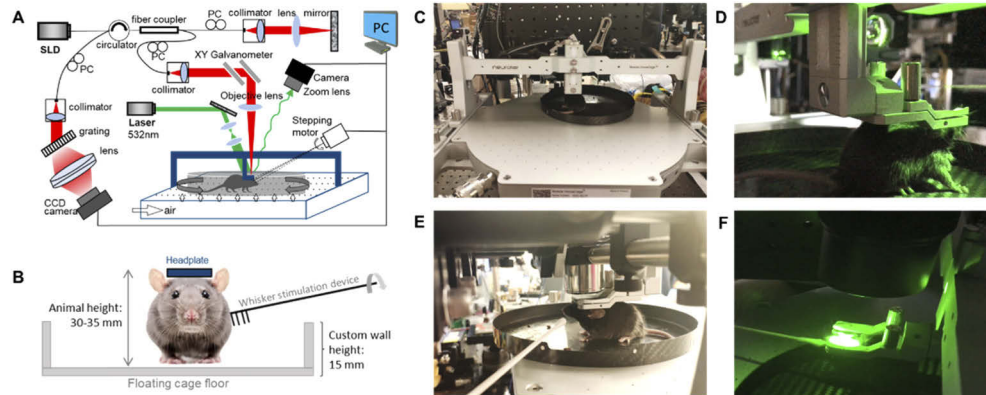 A
SLD
circulator
fiber coupler
PC
collimator
lens
mirror
PC
PC
PC
collimator
XY Galvanometer
Objective lens
Camera
Zoom lens
collimator
grating
lens
CCD
camera
Laser
532nm
Stepping
motor
air
B
Headplate
Animal height:
30-35 mm
Whisker stimulation device
Custom wall
height:
15 mm
Floating cage floor
C
neurotar
D
E
F